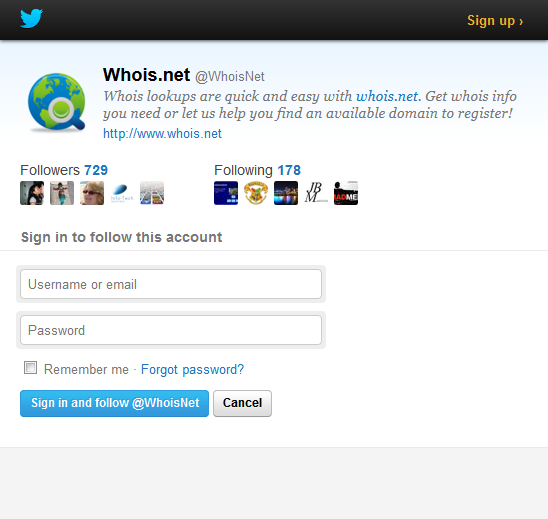 Sign up ›
Whois.net @WhoisNet
Whois lookups are quick and easy with whois.net. Get whois info
you need or let us help you find an available domain to register!
http://www.whois.net
Followers 729
Following 178
JB
M
Sign in to follow this account
Username or email
Password
Remember me · Forgot password?
Sign in and follow @WhoisNet
Cancel